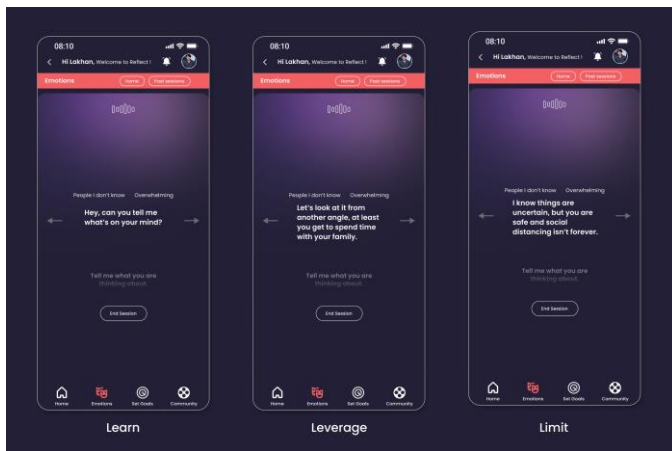 08:10
Hi Lakhan, Welcome to Reflect !
Emotions
Home
Past sessions
People I don't know
Overwhelming
Hey, can you tell me
what's on your mind?
Tell me what you are
thinking about.
End Session
Home
Emotions
Set Goals
Community
Learn
08:10
Hi Lakhan, Welcome to Reflect !
Emotions
Home
Past sessions
People I don't know
Overwhelming
Let's look at it from
another angle, at least
you get to spend time
with your family.
Tell me what you are
thinking about.
End Session
Home
Emotions
Set Goals
Community
Leverage
08:10
Hi Lakhan, Welcome to Reflect !
Emotions
Home
Past sessions
People I don't know
Overwhelming
I know things are
uncertain, but you are
safe and social
distancing isn't forever.
Tell me what you are
thinking about.
End Session
Home
Emotions
Set Goals
Community
Limit